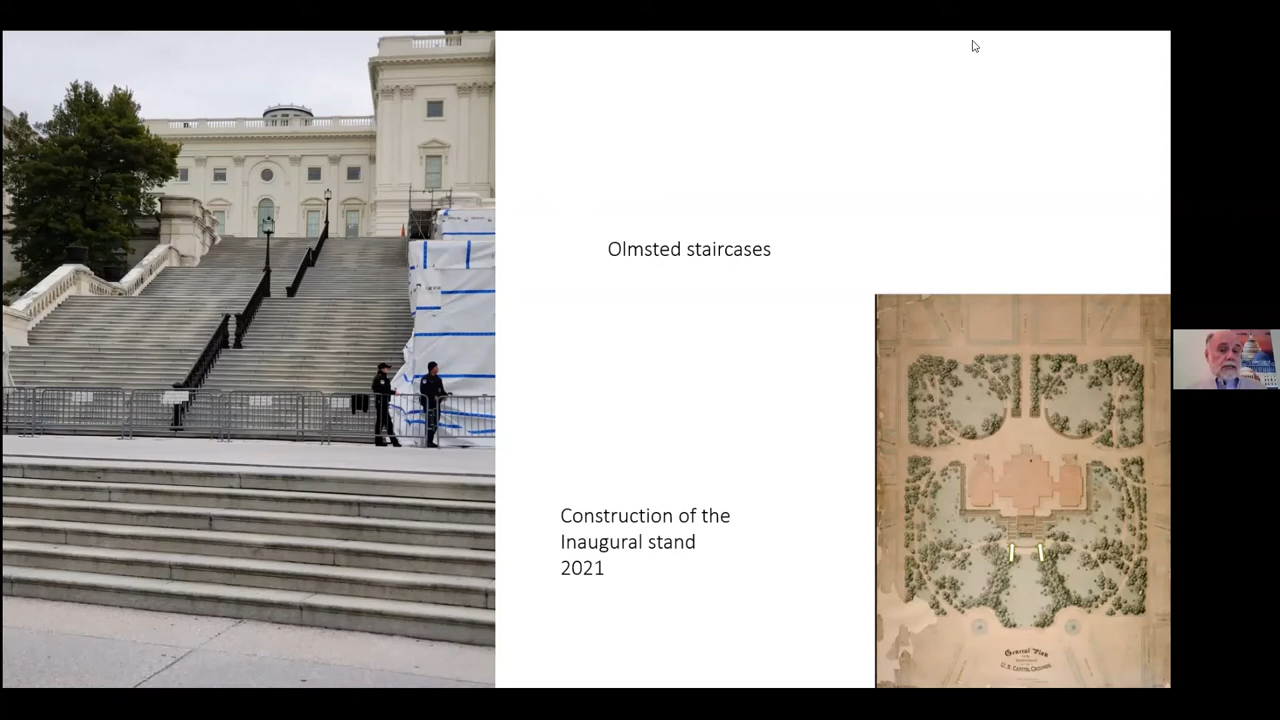 Olmsted staircases
Construction of the
Inaugural stand
2021
General Plan
U.S. CAPITOL GROUNDS